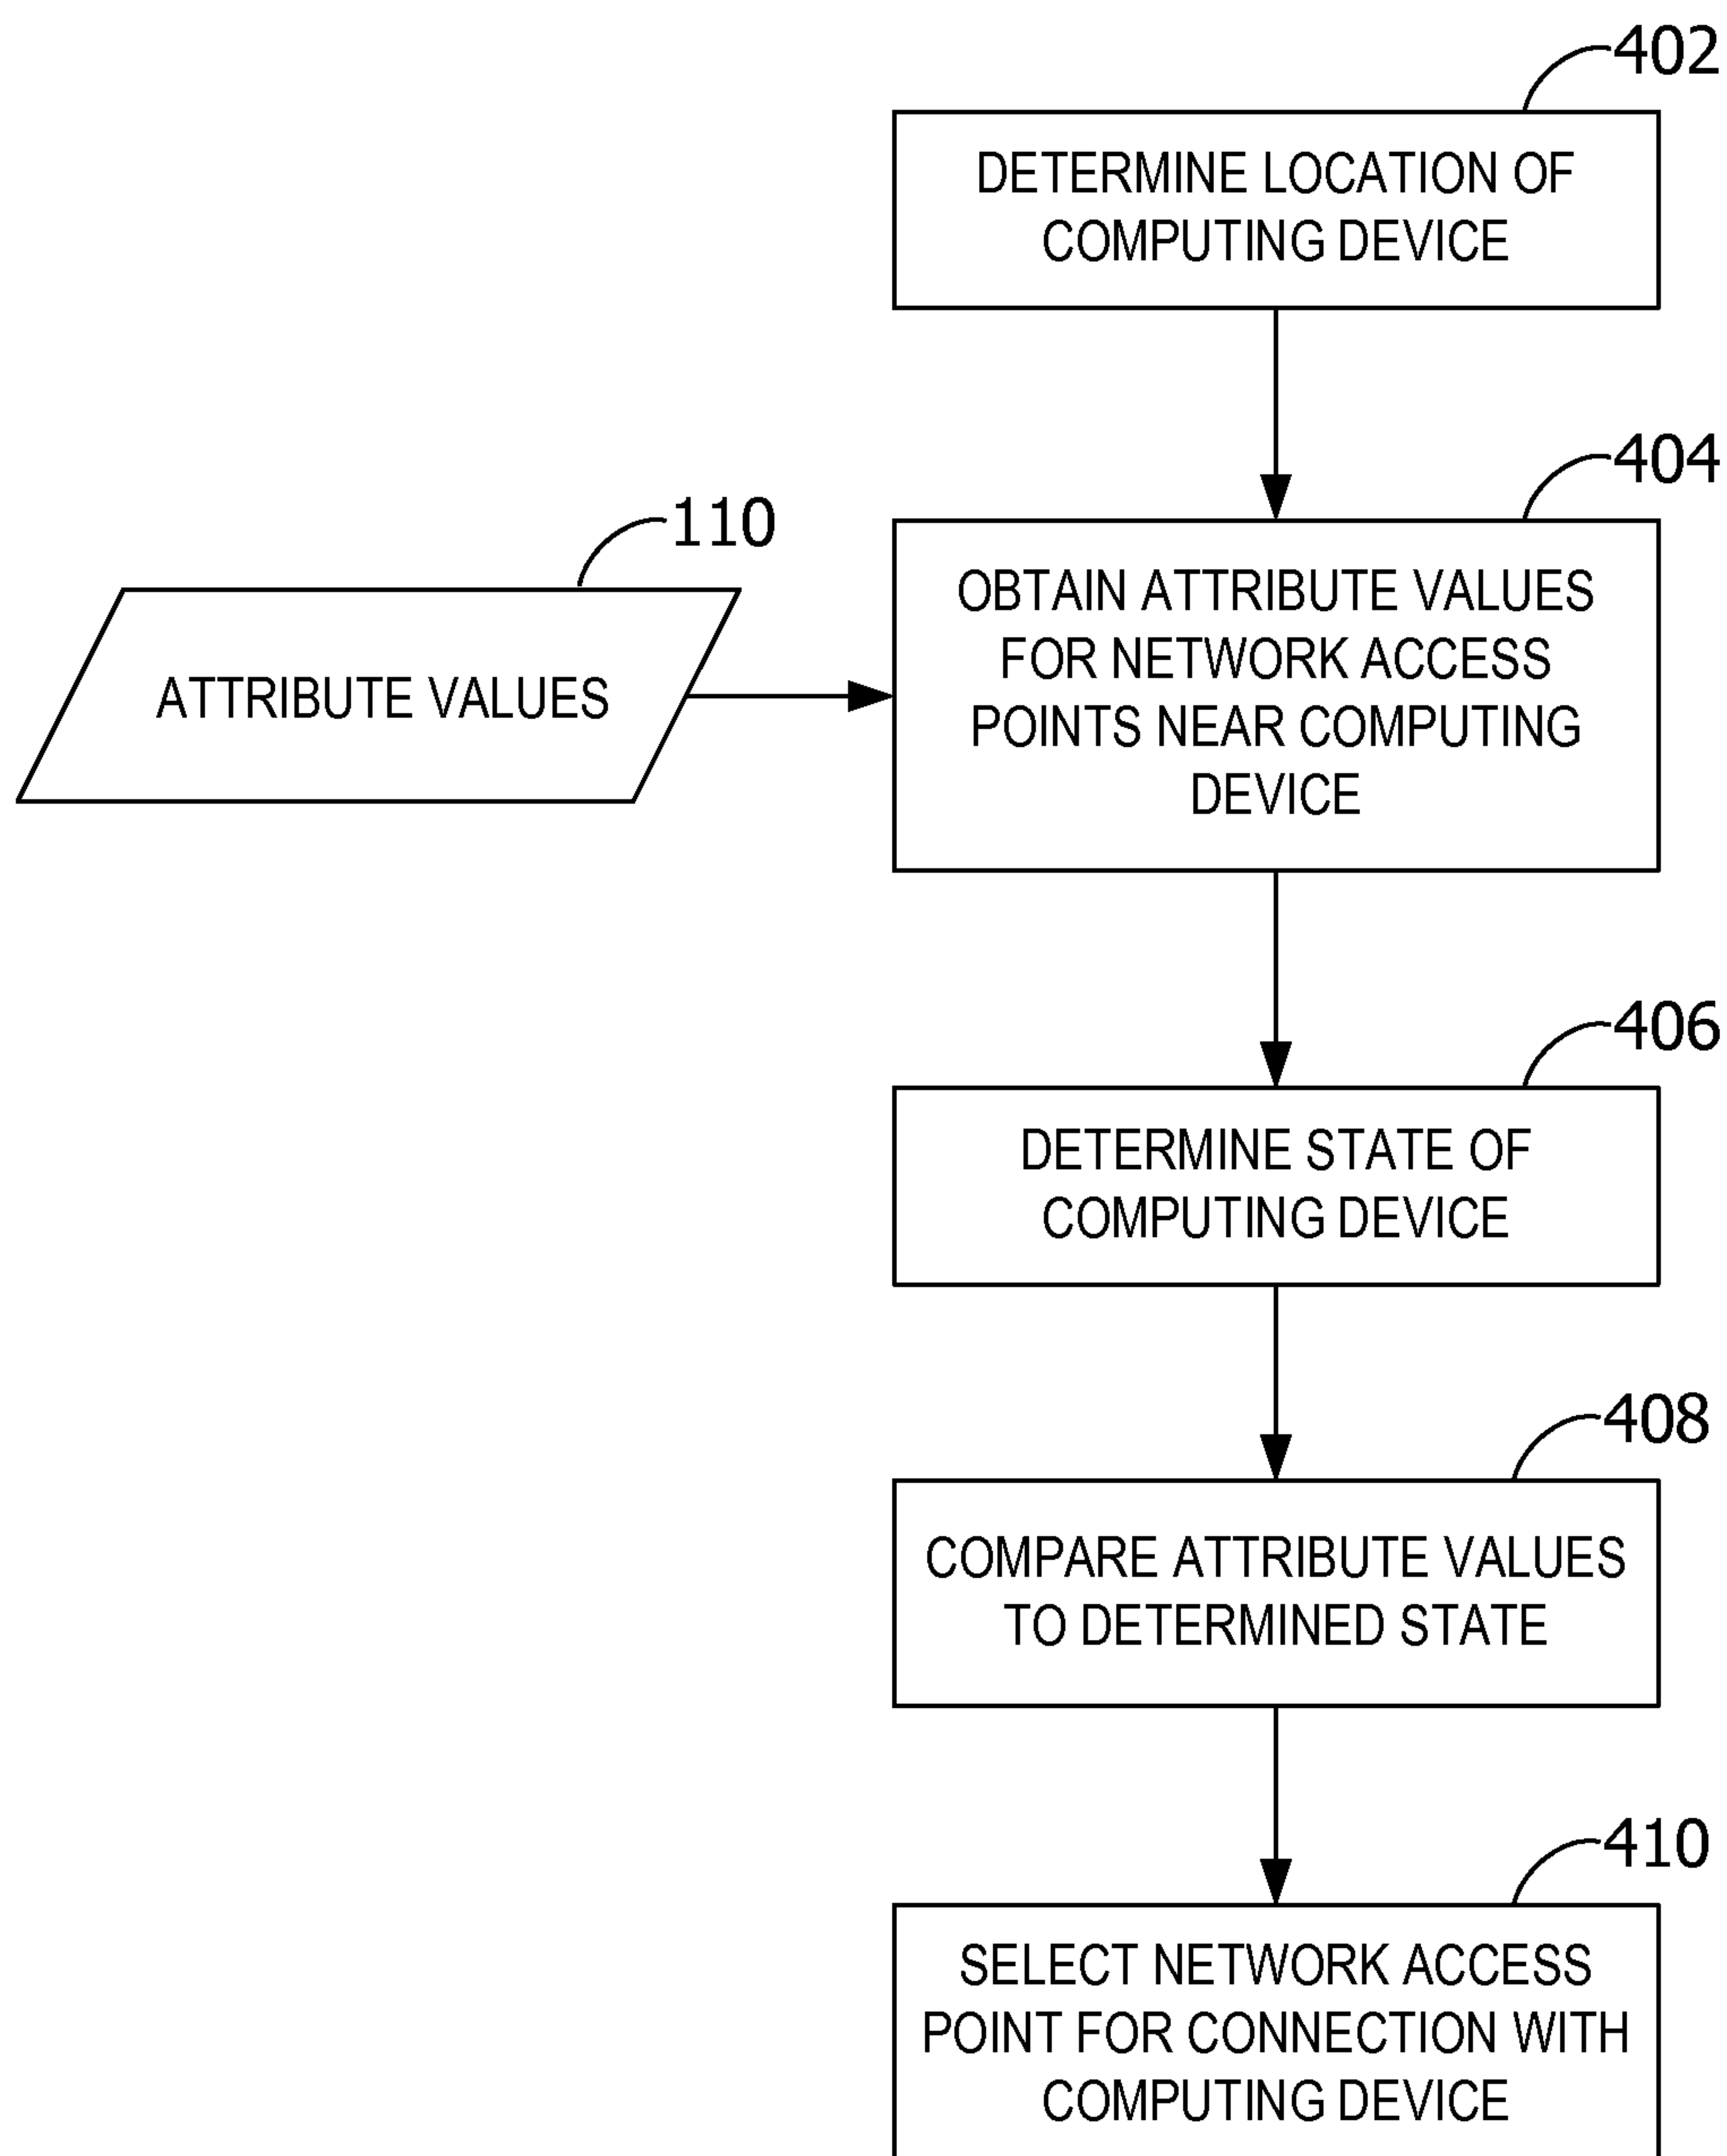 402
DETERMINE LOCATION OF
COMPUTING DEVICE
404
110
OBTAIN ATTRIBUTE VALUES
FOR NETWORK ACCESS
POINTS NEAR COMPUTING
DEVICE
ATTRIBUTE VALUES
406
DETERMINE STATE OF
COMPUTING DEVICE
408
COMPARE ATTRIBUTE VALUES
TO DETERMINED STATE
410
SELECT NETWORK ACCESS
POINT FOR CONNECTION WITH
COMPUTING DEVICE